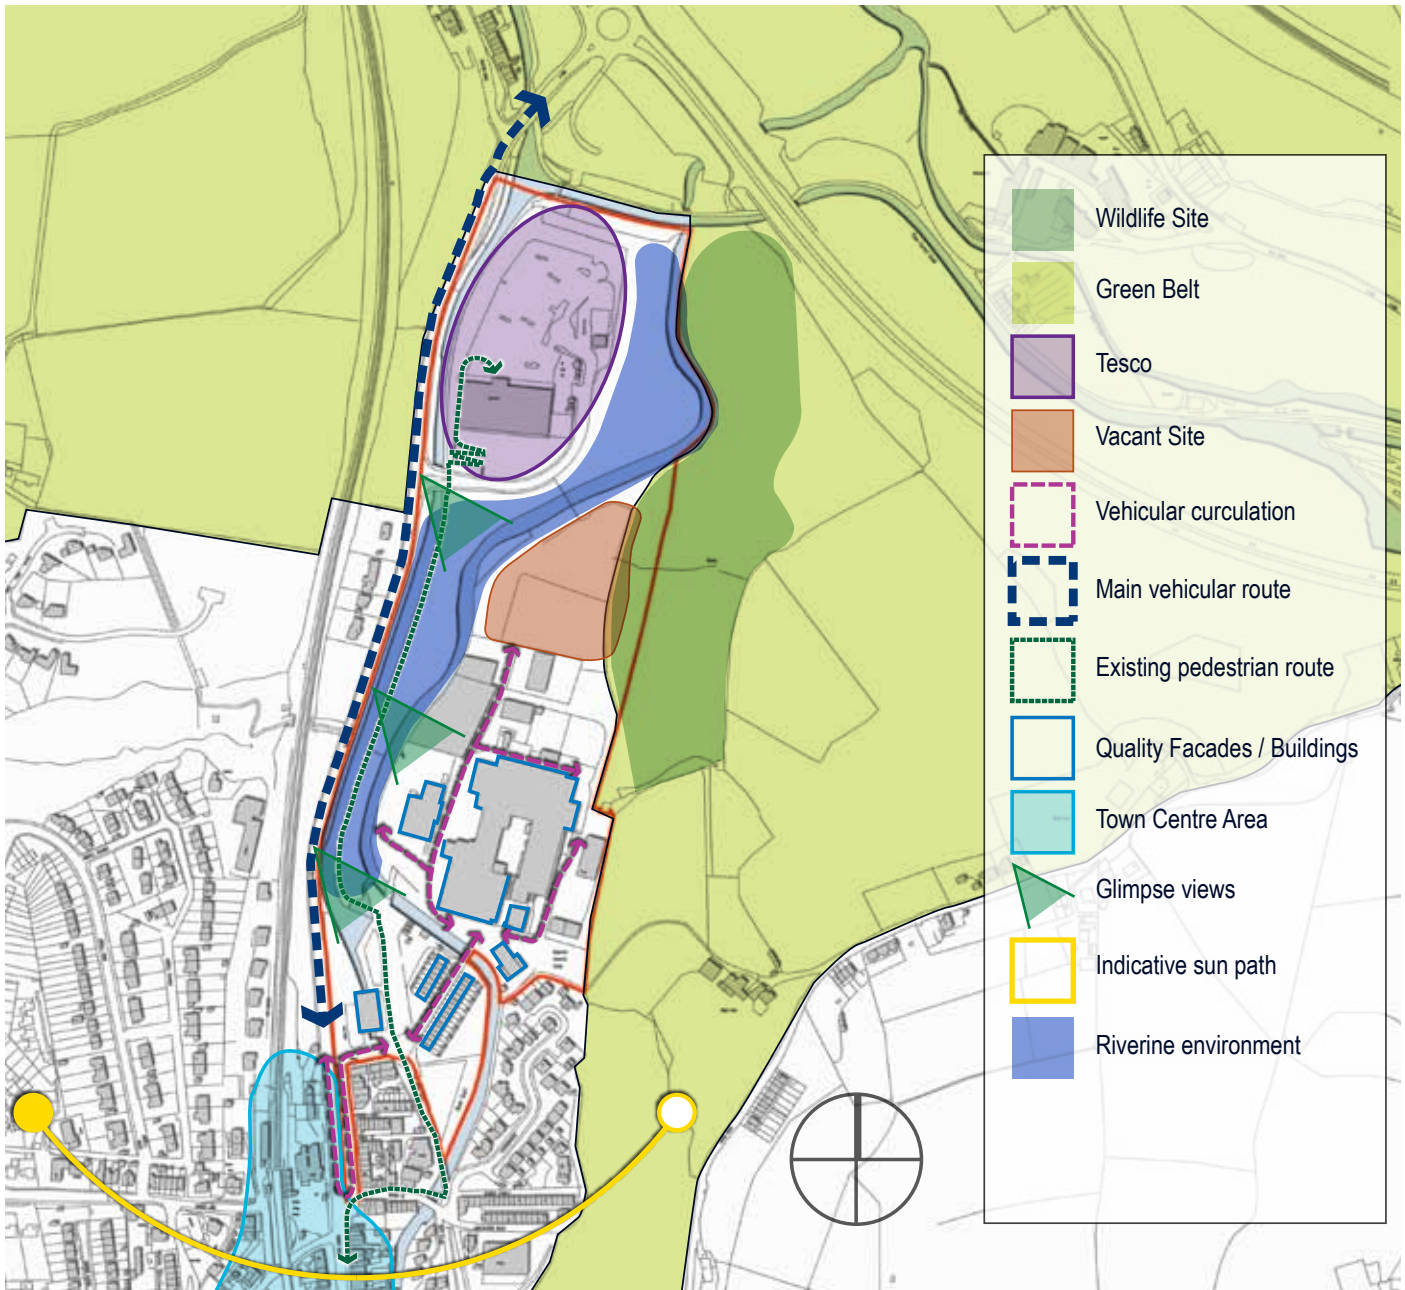 Wildlife Site
Green Belt
Tesco
Vacant Site
Vehicular curculation
Main vehicular route
Existing pedestrian route
Quality Facades / Buildings
Town Centre Area
Glimpse views
Indicative sun path
Riverine environment